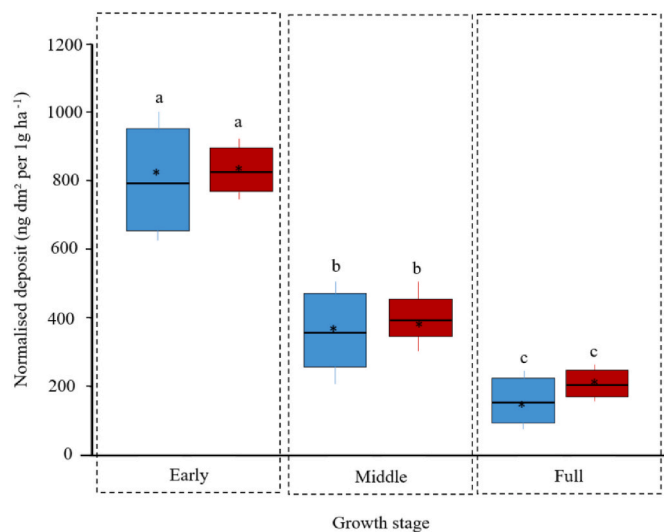 Normalised deposit (ng dm² per 1g ha⁻¹)
1200
1000
800
600
400
200
0
a
a
b
b
c
c
*
*
*
*
*
*
Early
Middle
Full
Growth stage